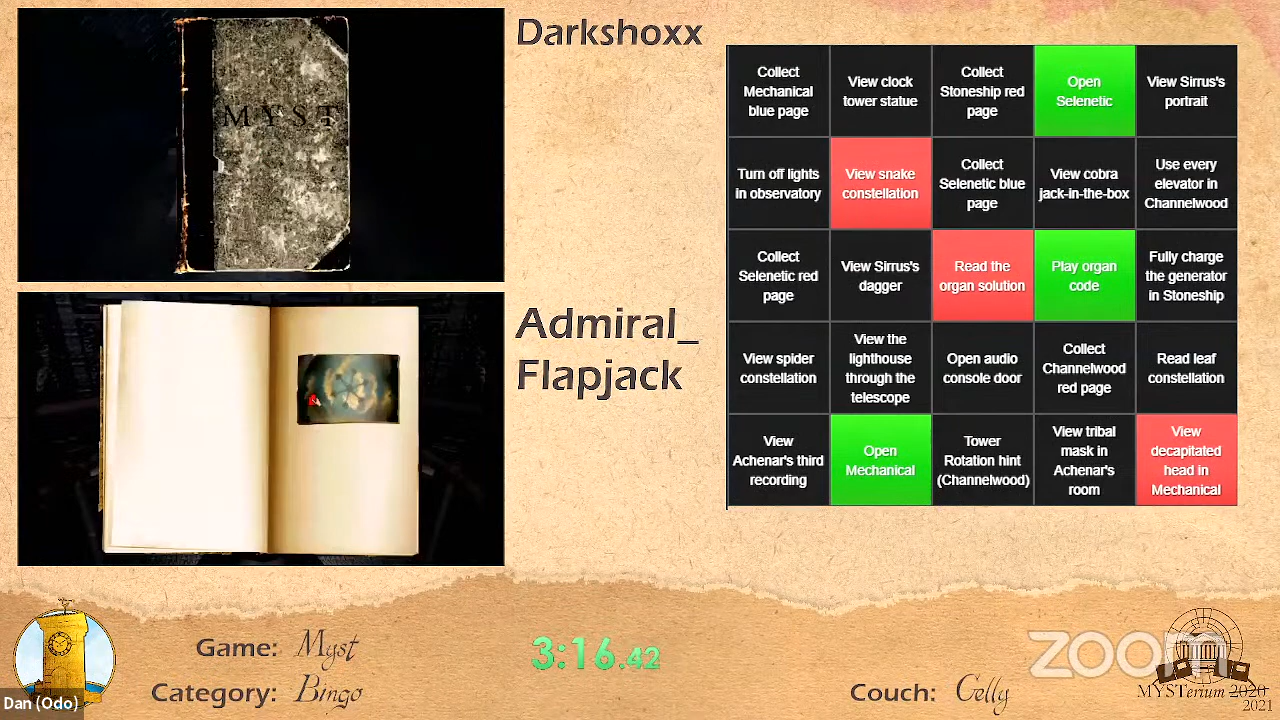 MYST
Darkshoxx
Admiral_
Flapjack
Collect
Mechanical
blue page
View clock
tower statue
Collect
Stoneship red
page
Open
Selenetic
View Sirrus's
portrait
Turn off lights
in observatory
View snake
constellation
Collect
Selenetic blue
page
View cobra
jack-in-the-box
Use every
elevator in
Channelwood
Collect
Selenetic red
page
View Sirrus's
dagger
Read the
organ solution
Play organ
code
Fully charge
the generator
in Stoneship
View spider
constellation
View the
lighthouse
through the
telescope
Open audio
console door
Collect
Channelwood
red page
Read leaf
constellation
View
Achenar's third
recording
Open
Mechanical
Tower
Rotation hint
(Channelwood)
View tribal
mask in
Achenar's
room
View
decapitated
head in
Mechanical
Game: Myst
Category: Bingo
3:16.42
Couch: Celly
zoom
MYSTerium 2020
2021
Dan (Odo)